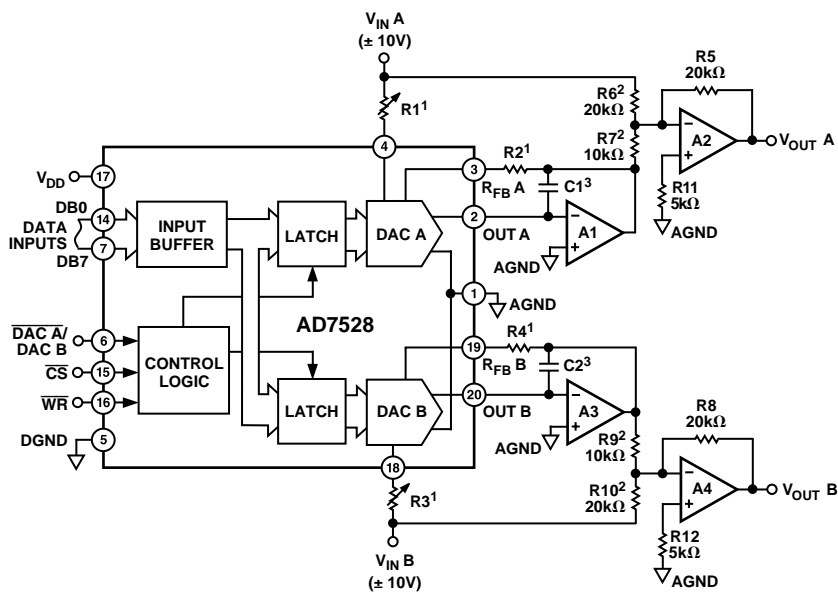 V_IN A
(± 10V)
R1¹
4
V_DD
17
DB0
14
DATA
INPUTS
7
DB7
INPUT
BUFFER
LATCH
DAC A
3
R_FB A
R2¹
C1³
2
OUT A
A1
AGND
R6²
20kΩ
R7²
10kΩ
R5
20kΩ
A2
V_OUT A
R11
5kΩ
AGND
1
AGND
AD7528
DAC A/
DAC B
6
CS
15
WR
16
DGND
5
CONTROL
LOGIC
LATCH
DAC B
19
R_FB B
R4¹
C2³
20
OUT B
A3
AGND
R9²
10kΩ
R10²
20kΩ
R8
20kΩ
A4
V_OUT B
R12
5kΩ
AGND
18
R3¹
V_IN B
(± 10V)